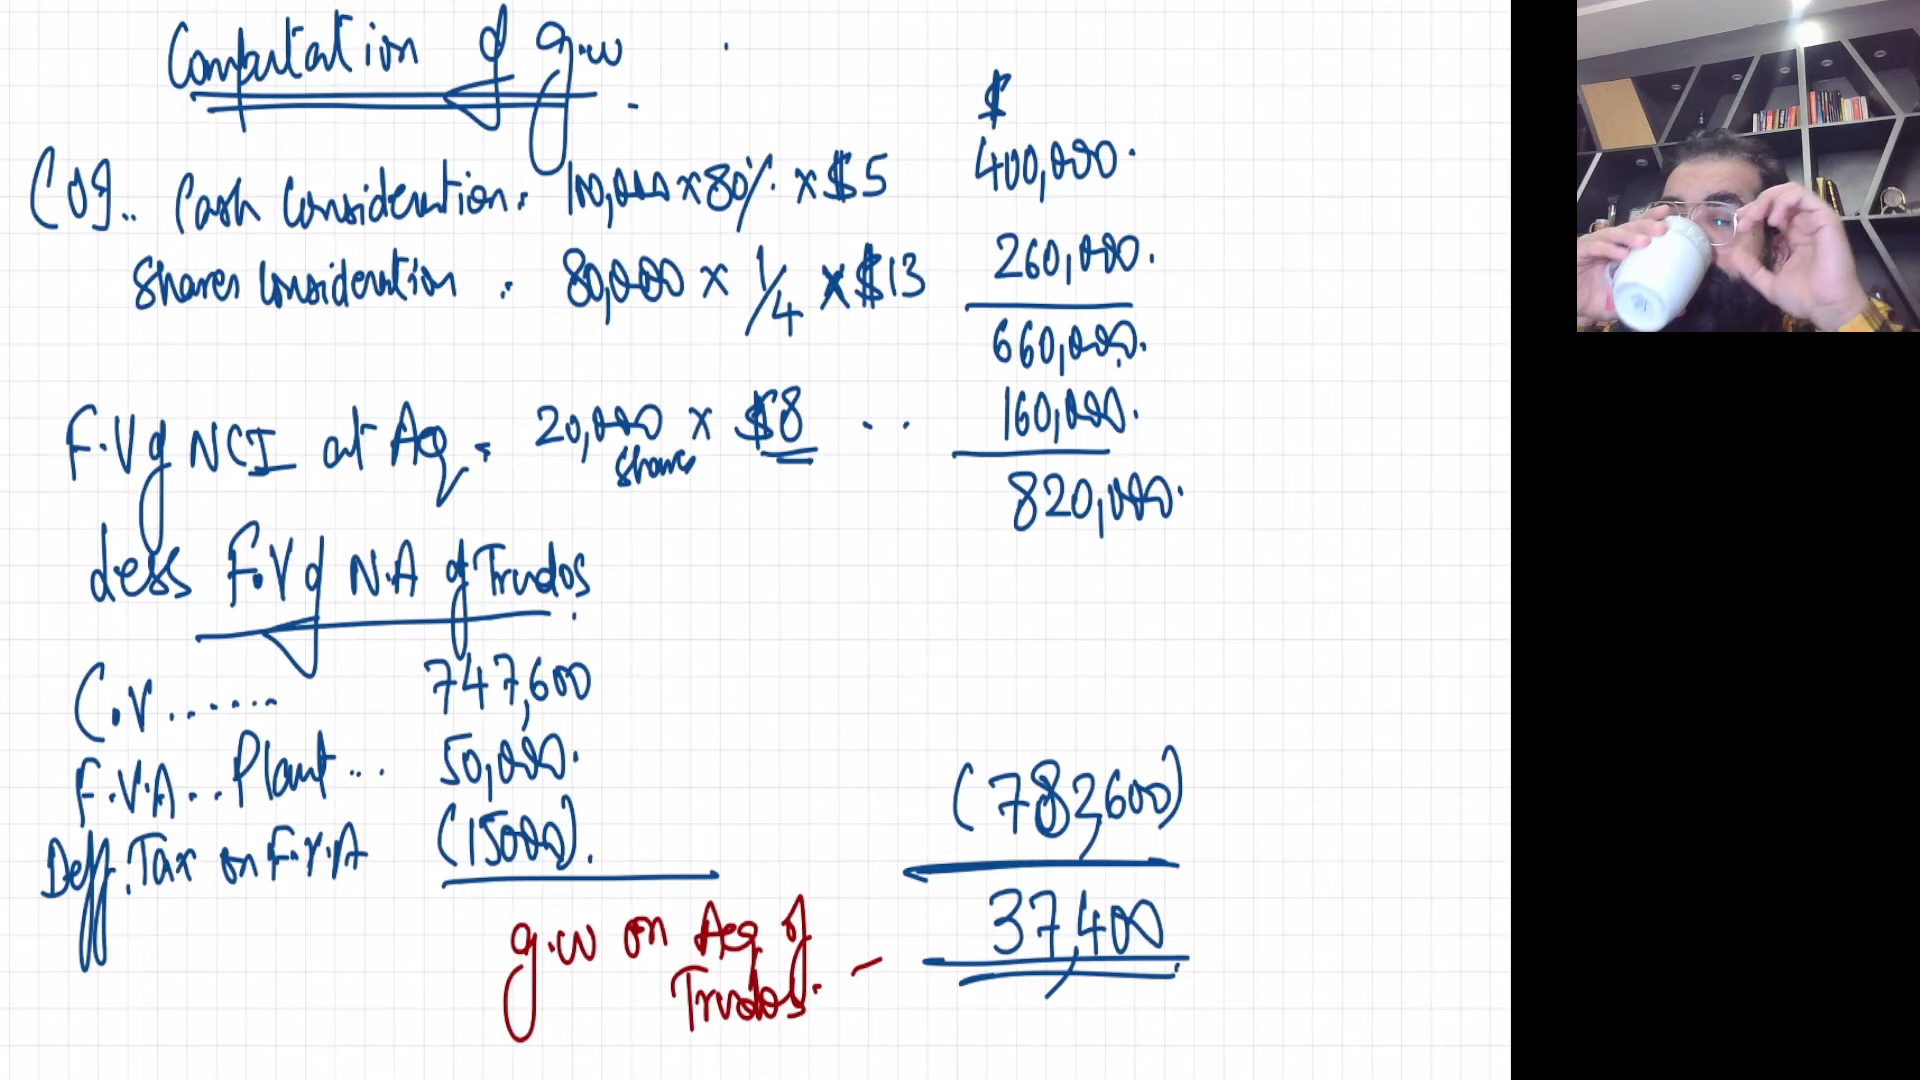 Computation of g.w
$
COI.. Cash Consideration. 100,000 x 80% x $5 400,000.
Shares Consideration . 80,000 x 1/4 x $13 260,000.
660,000.
F.V of NCI at Aq. 20,000 x $8 .. 160,000.
shares
820,000.
Less F.V of N.A of Trudos
C.V....... 747,600
F.V.A... Plant... 50,000. (782,600)
Deff. Tax on F.V.A (15000).
g.w on Aeq of Trudos. – 37,400